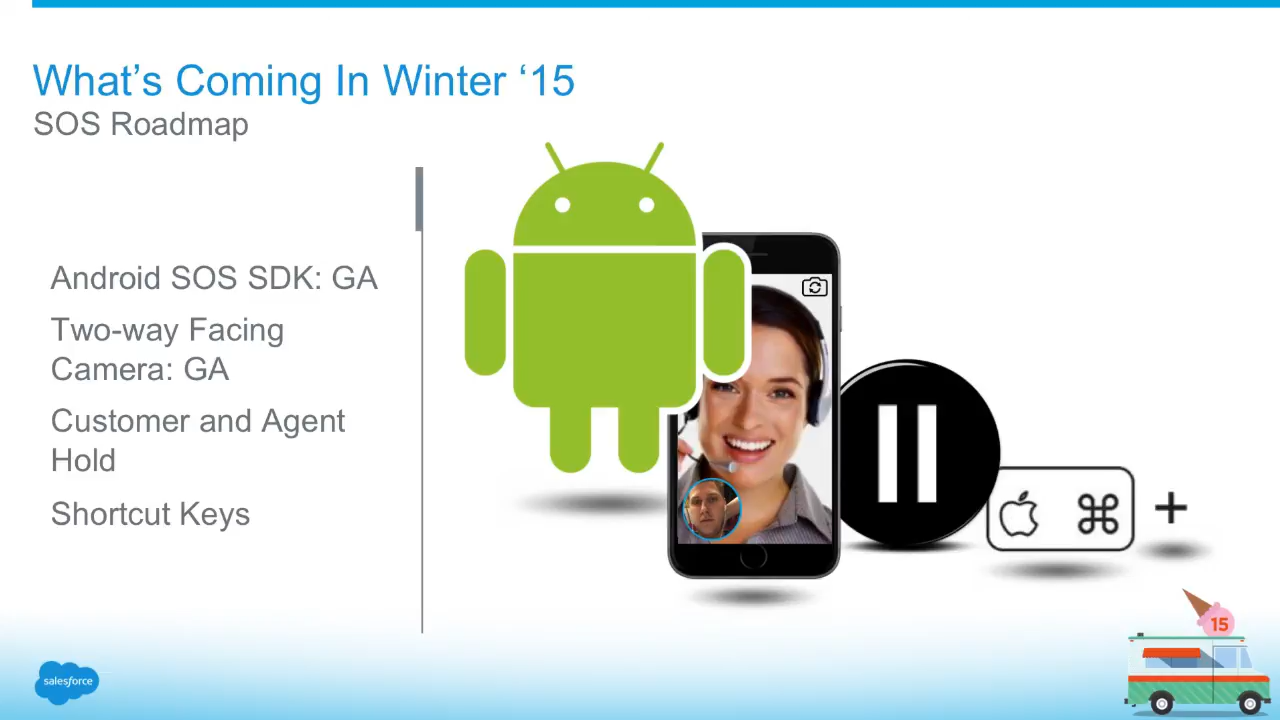 What’s Coming In Winter ‘15
SOS Roadmap
Android SOS SDK: GA
Two-way Facing
Camera: GA
Customer and Agent
Hold
Shortcut Keys
+
15
salesforce